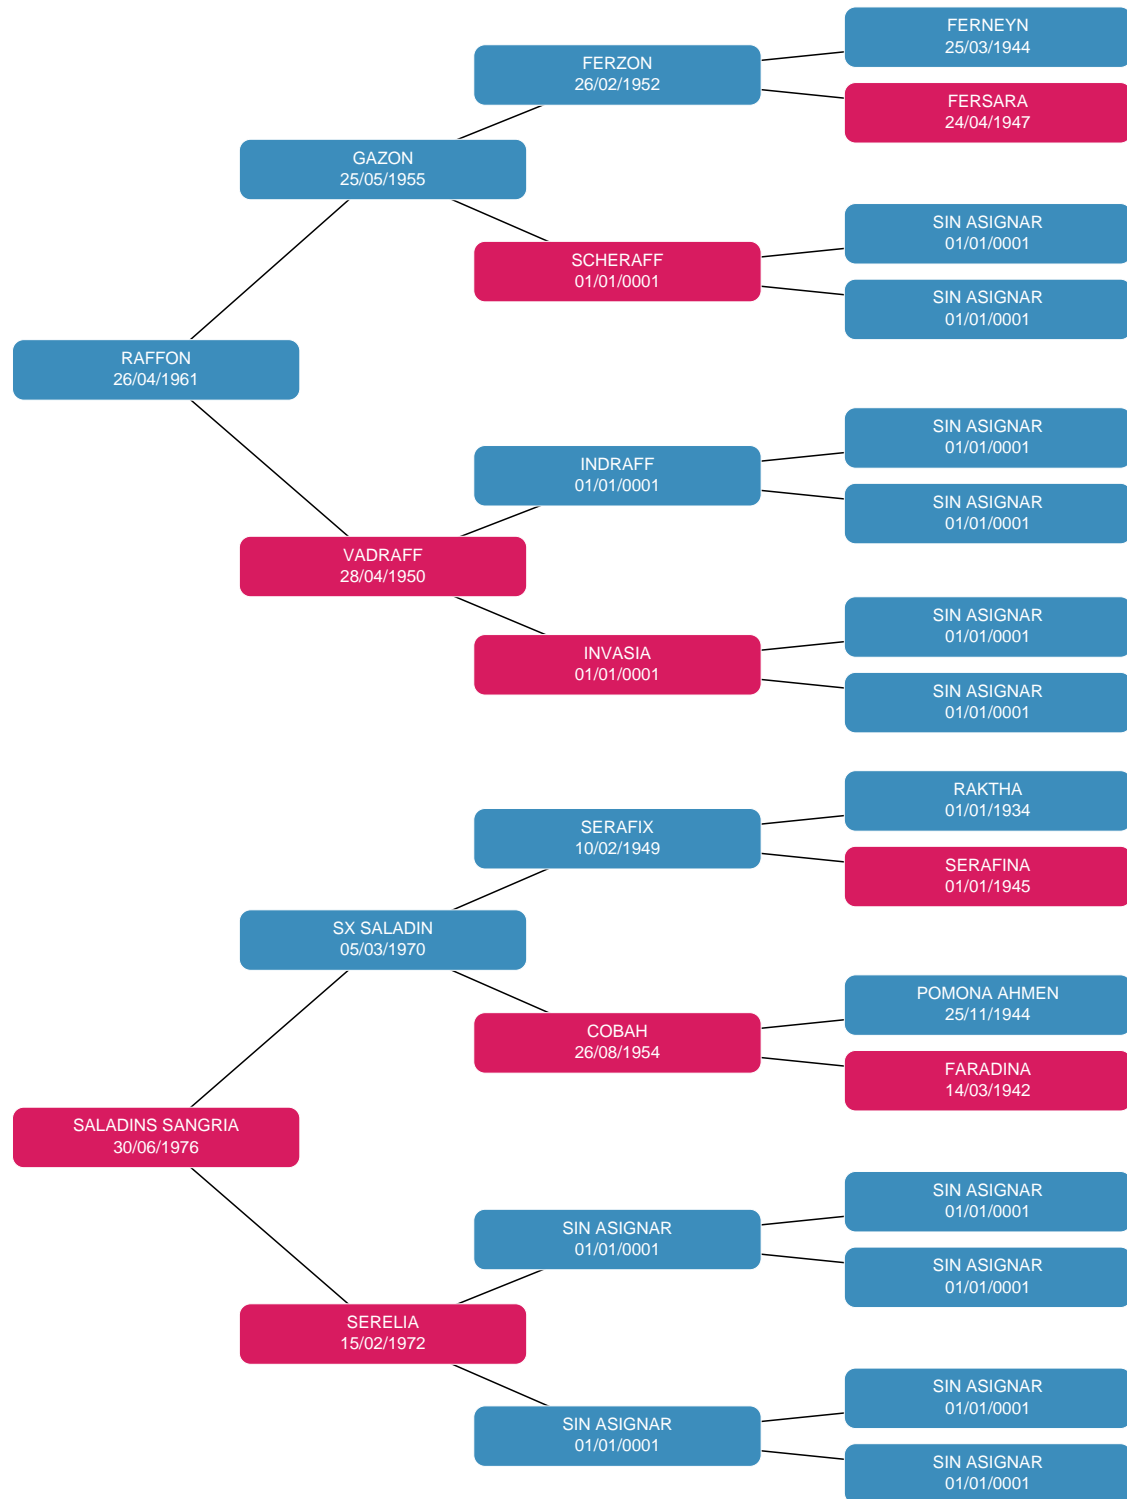 FERNEYN
25/03/1944
FERZON
26/02/1952
FERSARA
24/04/1947
GAZON
25/05/1955
SIN ASIGNAR
01/01/0001
SCHERAFF
01/01/0001
SIN ASIGNAR
01/01/0001
RAFFON
26/04/1961
SIN ASIGNAR
01/01/0001
INDRAFF
01/01/0001
SIN ASIGNAR
01/01/0001
VADRAFF
28/04/1950
SIN ASIGNAR
01/01/0001
INVASIA
01/01/0001
SIN ASIGNAR
01/01/0001
RAKTHA
01/01/1934
SERAFIX
10/02/1949
SERAFINA
01/01/1945
SX SALADIN
05/03/1970
POMONA AHMEN
25/11/1944
COBAH
26/08/1954
FARADINA
14/03/1942
SALADINS SANGRIA
30/06/1976
SIN ASIGNAR
01/01/0001
SIN ASIGNAR
01/01/0001
SIN ASIGNAR
01/01/0001
SERELIA
15/02/1972
SIN ASIGNAR
01/01/0001
SIN ASIGNAR
01/01/0001
SIN ASIGNAR
01/01/0001